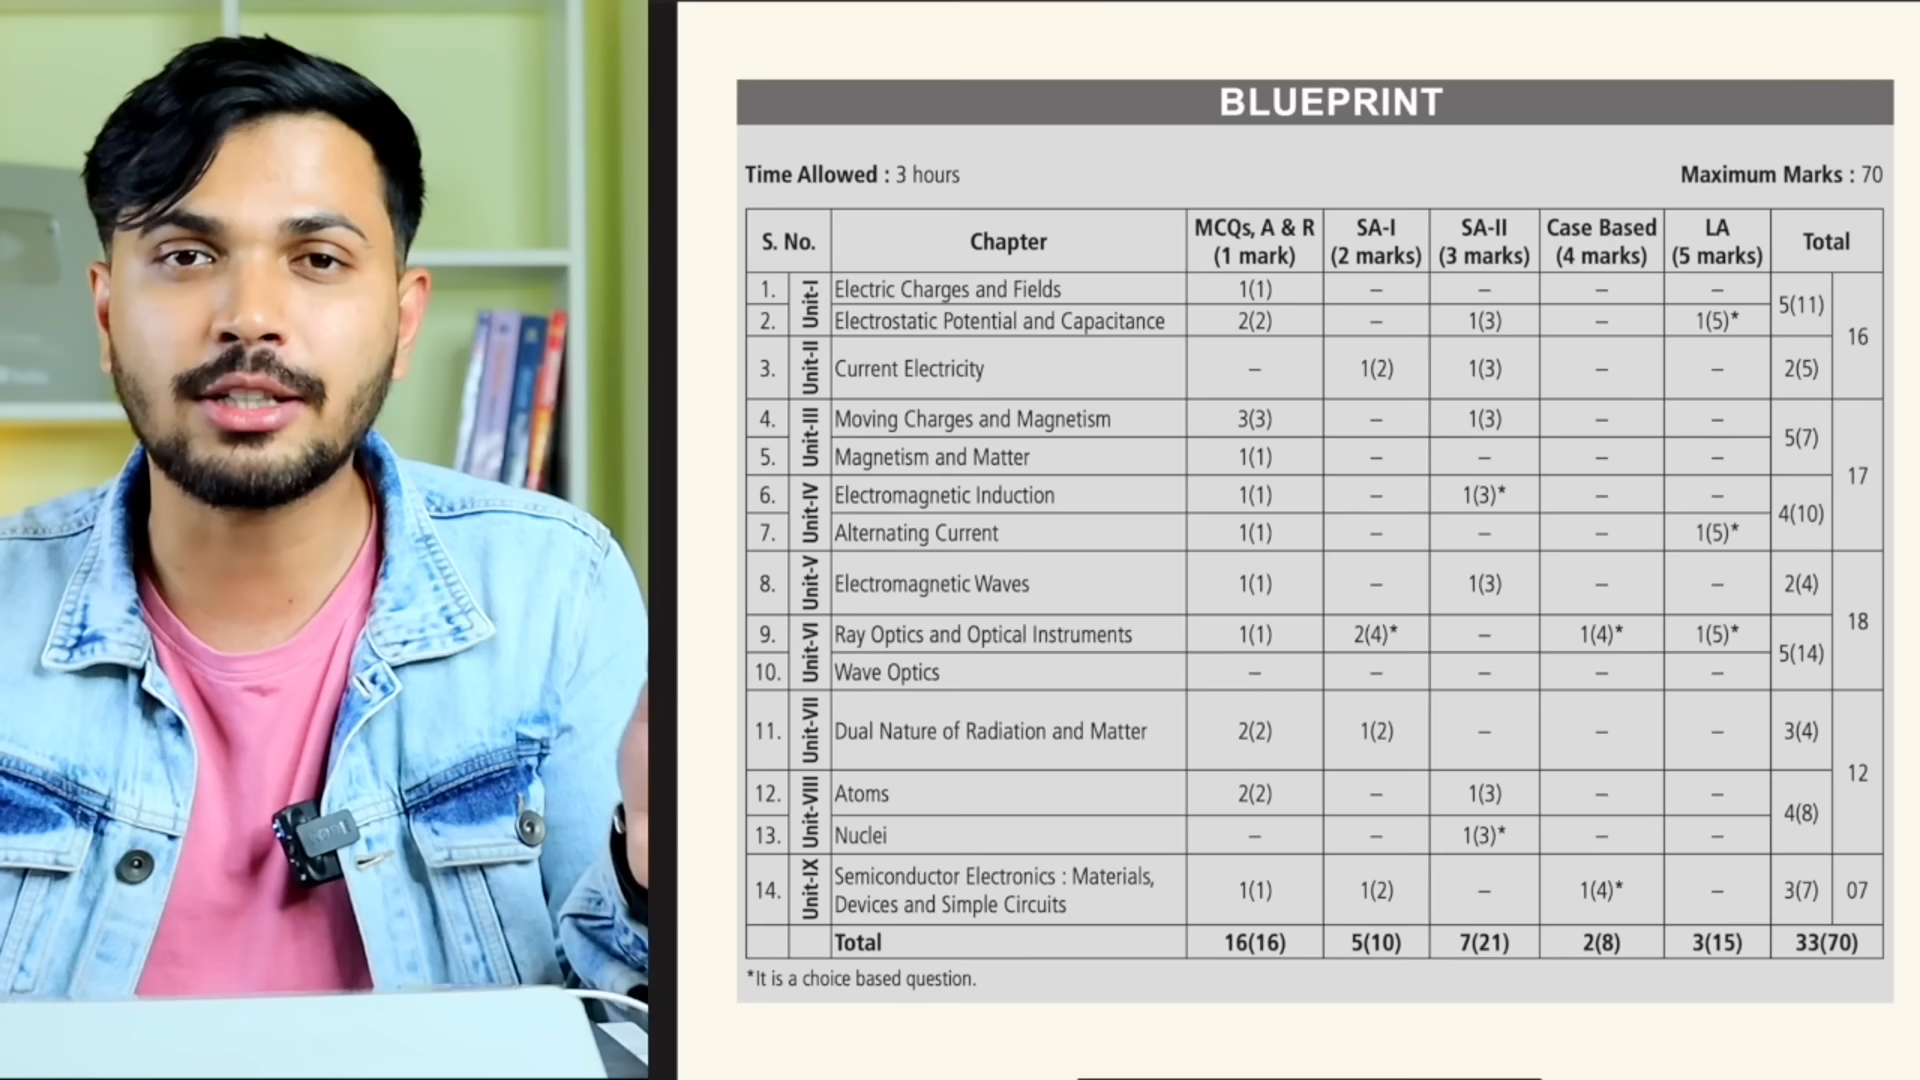 BLUEPRINT
Time Allowed : 3 hours Maximum Marks : 70
S. No. Chapter MCQs, A & R (1 mark) SA-I (2 marks) SA-II (3 marks) Case Based (4 marks) LA (5 marks) Total
1. Unit-I Electric Charges and Fields 1(1) – – – – 5(11) 16
2. Electrostatic Potential and Capacitance 2(2) – 1(3) – 1(5)*
3. Unit-II Current Electricity – 1(2) 1(3) – – 2(5)
4. Unit-III Moving Charges and Magnetism 3(3) – 1(3) – – 5(7) 17
5. Magnetism and Matter 1(1) – – – –
6. Unit-IV Electromagnetic Induction 1(1) – 1(3)* – – 4(10)
7. Alternating Current 1(1) – – – 1(5)*
8. Unit-V Electromagnetic Waves 1(1) – 1(3) – – 2(4) 18
9. Unit-VI Ray Optics and Optical Instruments 1(1) 2(4)* – 1(4)* 1(5)* 5(14)
10. Wave Optics – – – – –
11. Unit-VII Dual Nature of Radiation and Matter 2(2) 1(2) – – – 3(4) 12
12. Unit-VIII Atoms 2(2) – 1(3) – – 4(8)
13. Nuclei – – 1(3)* – –
14. Unit-IX Semiconductor Electronics : Materials, Devices and Simple Circuits 1(1) 1(2) – 1(4)* – 3(7) 07
Total 16(16) 5(10) 7(21) 2(8) 3(15) 33(70)
*It is a choice based question.